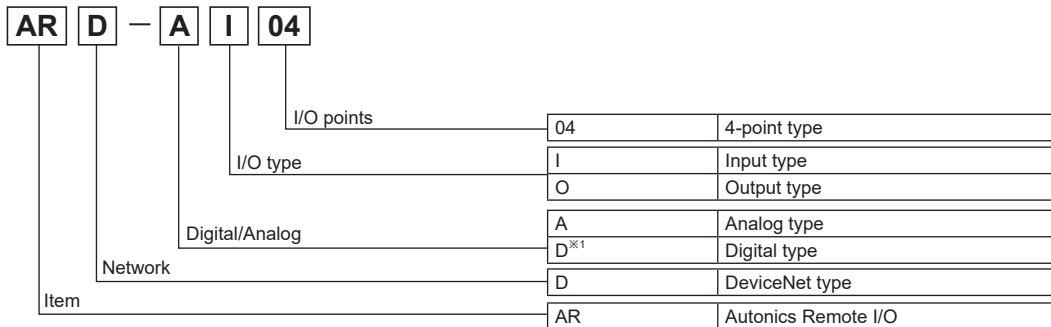 AR D — A I 04
I/O points
04 4-point type
I/O type
I Input type
O Output type
Digital/Analog
A Analog type
D※1 Digital type
Network
D DeviceNet type
Item
AR Autonics Remote I/O